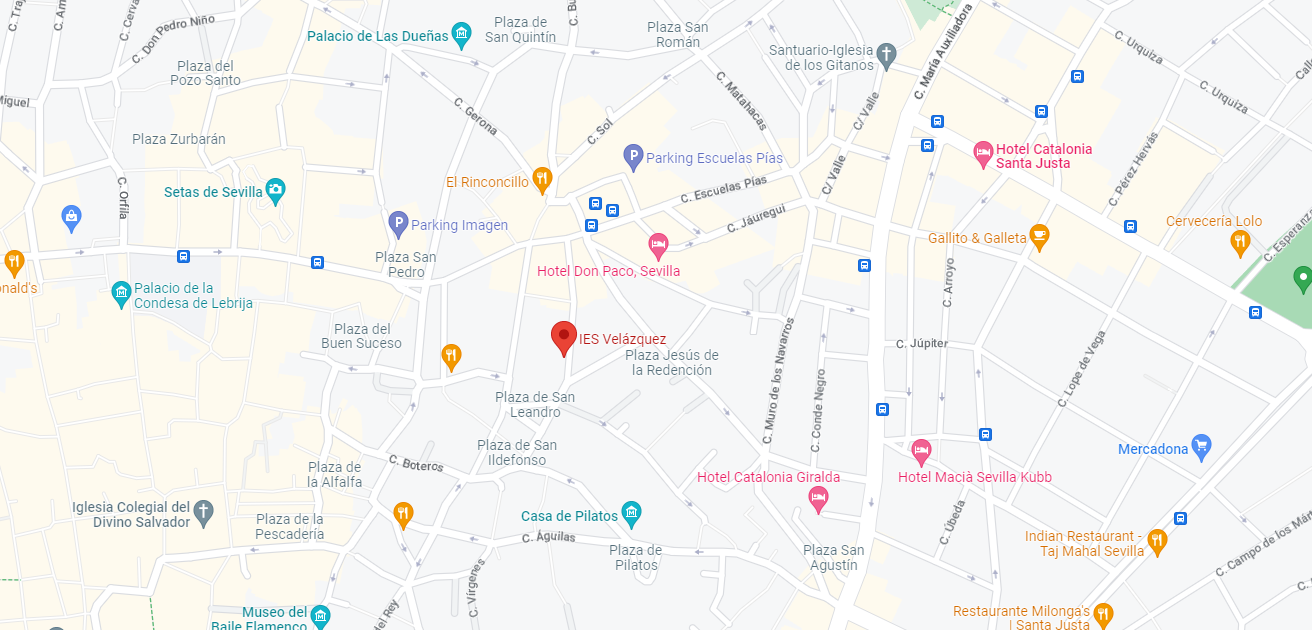 C. Don Pedro Niño
Palacio de Las Dueñas
Plaza de
San Quintín
Plaza San
Román
Santuario-Iglesia
de los Gitanos
C. María Auxiliadora
C. Urquiza
C. Urquiza
Plaza del
Pozo Santo
Miguel
C. Gerona
C. Sol
C. Matahacas
C/ Valle
Plaza Zurbarán
Parking Escuelas Pías
Hotel Catalonia
Santa Justa
C. Pérez Hervás
C. Orfila
Setas de Sevilla
El Rinconcillo
C. Escuelas Pías
C/ Valle
C. Jáuregui
Parking Imagen
Cervecería Lolo
Gallito & Galleta
C. Esperanza
Plaza San
Pedro
Hotel Don Paco, Sevilla
C. Arroyo
onald's
Palacio de la
Condesa de Lebrija
Plaza del
Buen Suceso
IES Velázquez
Plaza Jesús de
la Redención
C. Muro de los Navarros
C. Júpiter
C. Lope de Vega
C. Conde Negro
Plaza de San
Leandro
Plaza de San
Ildefonso
C. Boteros
Mercadona
Plaza de
la Alfalfa
Hotel Catalonia Giralda
Hotel Macià Sevilla Kubb
Iglesia Colegial del
Divino Salvador
Plaza de la
Pescadería
Casa de Pilatos
C. Águilas
Plaza de
Pilatos
Plaza San
Agustín
C. Úbeda
Indian Restaurant -
Taj Mahal Sevilla
C. Campo de los Márt
C. Vírgenes
del Rey
Museo del
Baile Flamenco
Restaurante Milonga's
| Santa Justa